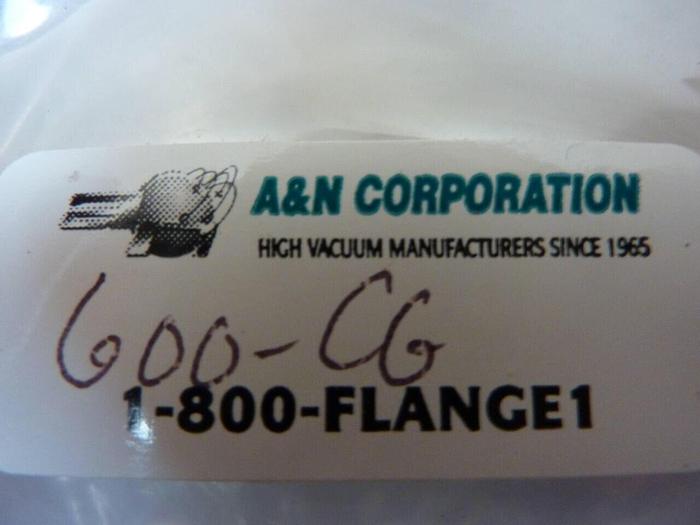 A&N CORPORATION
HIGH VACUUM MANUFACTURERS SINCE 1965
600-CG
1-800-FLANGE1